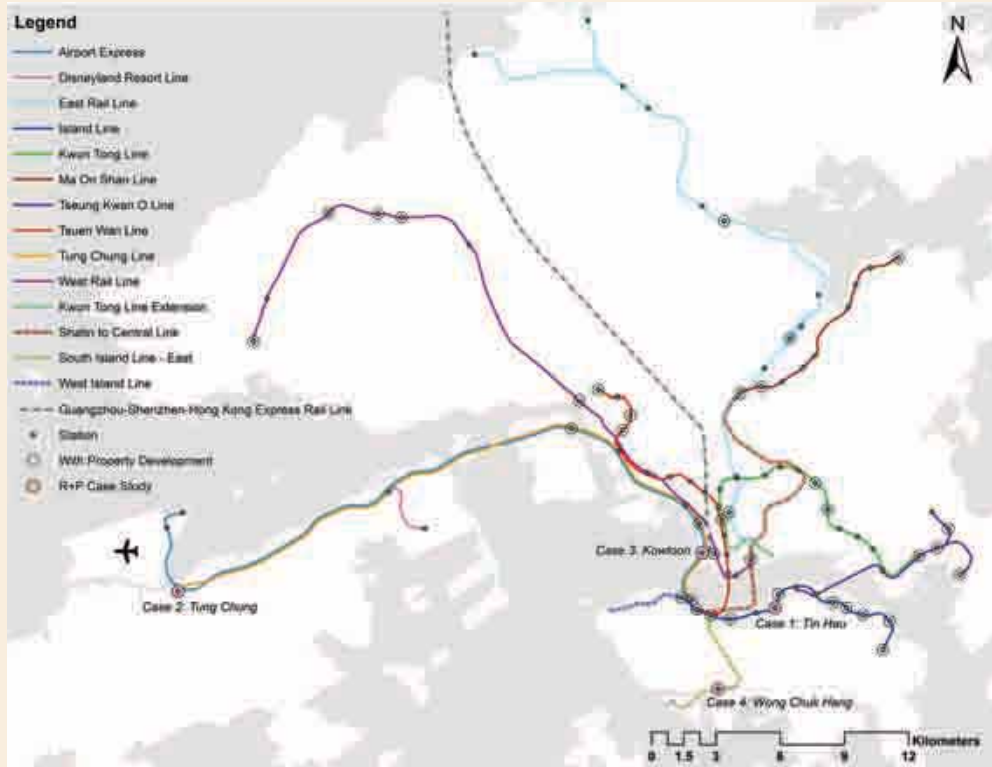 Legend
Airport Express
Disneyland Resort Line
East Rail Line
Island Line
Kwun Tong Line
Ma On Shan Line
Tseung Kwan O Line
Tsuen Wan Line
Tung Chung Line
West Rail Line
Kwun Tong Line Extension
Shatin to Central Link
South Island Line - East
West Island Line
Guangzhou-Shenzhen-Hong Kong Express Rail Link
Station
With Property Development
R+P Case Study
N
Case 3: Kowloon
Case 2: Tung Chung
Case 1: Tin Hau
Case 4: Wong Chuk Hang
Kilometers
0 1.5 3 6 9 12